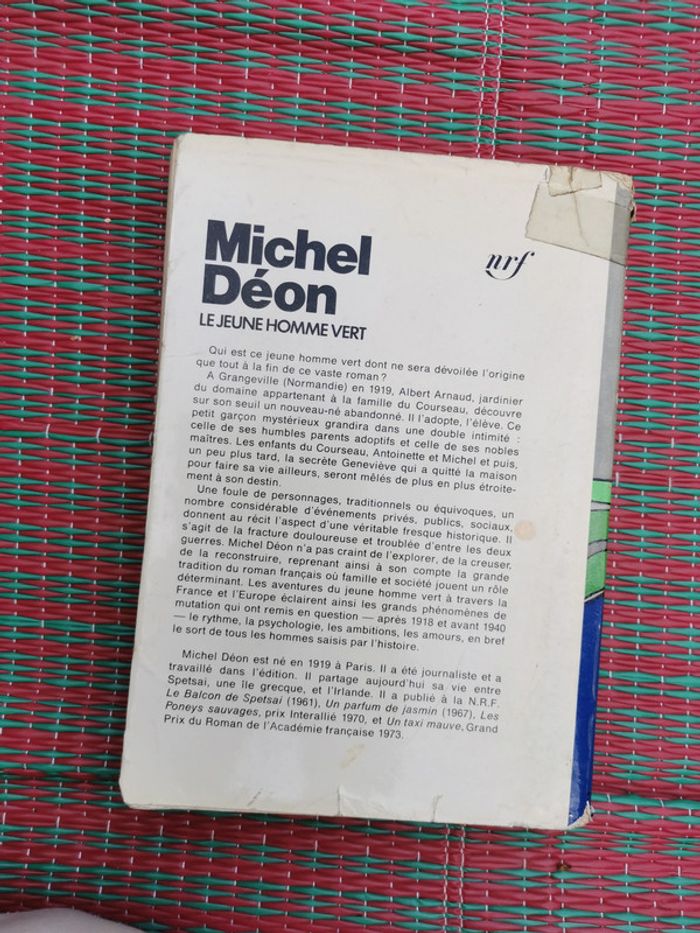 Michel
Déon
nrf
LE JEUNE HOMME VERT
Qui est ce jeune homme vert dont ne sera dévoilée l'origine
que tout à la fin de ce vaste roman ?
A Grangeville (Normandie) en 1919, Albert Arnaud, jardinier
du domaine appartenant à la famille du Courseau, découvre
sur son seuil un nouveau-né abandonné. Il l'adopte, l'élève. Ce
petit garçon mystérieux grandira dans une double intimité :
celle de ses humbles parents adoptifs et celle de ses nobles
maîtres. Les enfants du Courseau, Antoinette et Michel et puis,
un peu plus tard, la secrète Geneviève qui a quitté la maison
pour faire sa vie ailleurs, seront mêlés de plus en plus étroite-
ment à son destin.
Une foule de personnages, traditionnels ou équivoques, un
nombre considérable d'événements privés, publics, sociaux,
donnent au récit l'aspect d'une véritable fresque historique. Il
s'agit de la fracture douloureuse et troublée d'entre les deux
guerres. Michel Déon n'a pas craint de l'explorer, de la creuser,
de la reconstruire, reprenant ainsi à son compte la grande
tradition du roman français où famille et société jouent un rôle
déterminant. Les aventures du jeune homme vert à travers la
France et l'Europe éclairent ainsi les grands phénomènes de
mutation qui ont remis en question — après 1918 et avant 1940
— le rythme, la psychologie, les ambitions, les amours, en bref
le sort de tous les hommes saisis par l'histoire.
Michel Déon est né en 1919 à Paris. Il a été journaliste et a
travaillé dans l'édition. Il partage aujourd'hui sa vie entre
Spetsai, une île grecque, et l'Irlande. Il a publié à la N.R.F.
Le Balcon de Spetsai (1961), Un parfum de jasmin (1967), Les
Poneys sauvages, prix Interallié 1970, et Un taxi mauve, Grand
Prix du Roman de l'Académie française 1973.